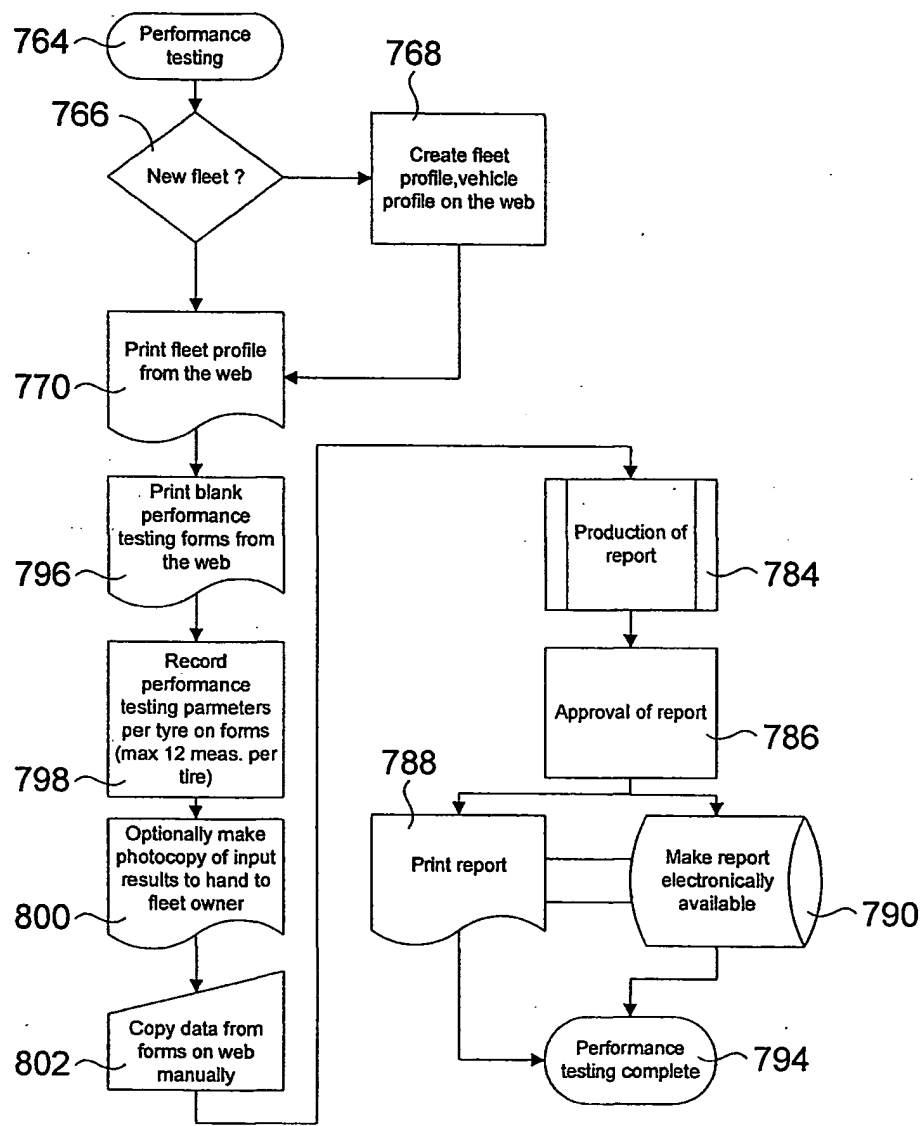 764
Performance
testing
768
766
New fleet ?
Create fleet
profile,vehicle
profile on the web
Print fleet profile
from the web
770
Print blank
performance
testing forms from
the web
796
Record
performance
testing parmeters
per tyre on forms
(max 12 meas. per
tire)
798
Optionally make
photocopy of input
results to hand to
fleet owner
800
Copy data from
forms on web
manually
802
Production of
report
784
Approval of report
786
788
Print report
Make report
electronically
available
790
Performance
testing complete
794